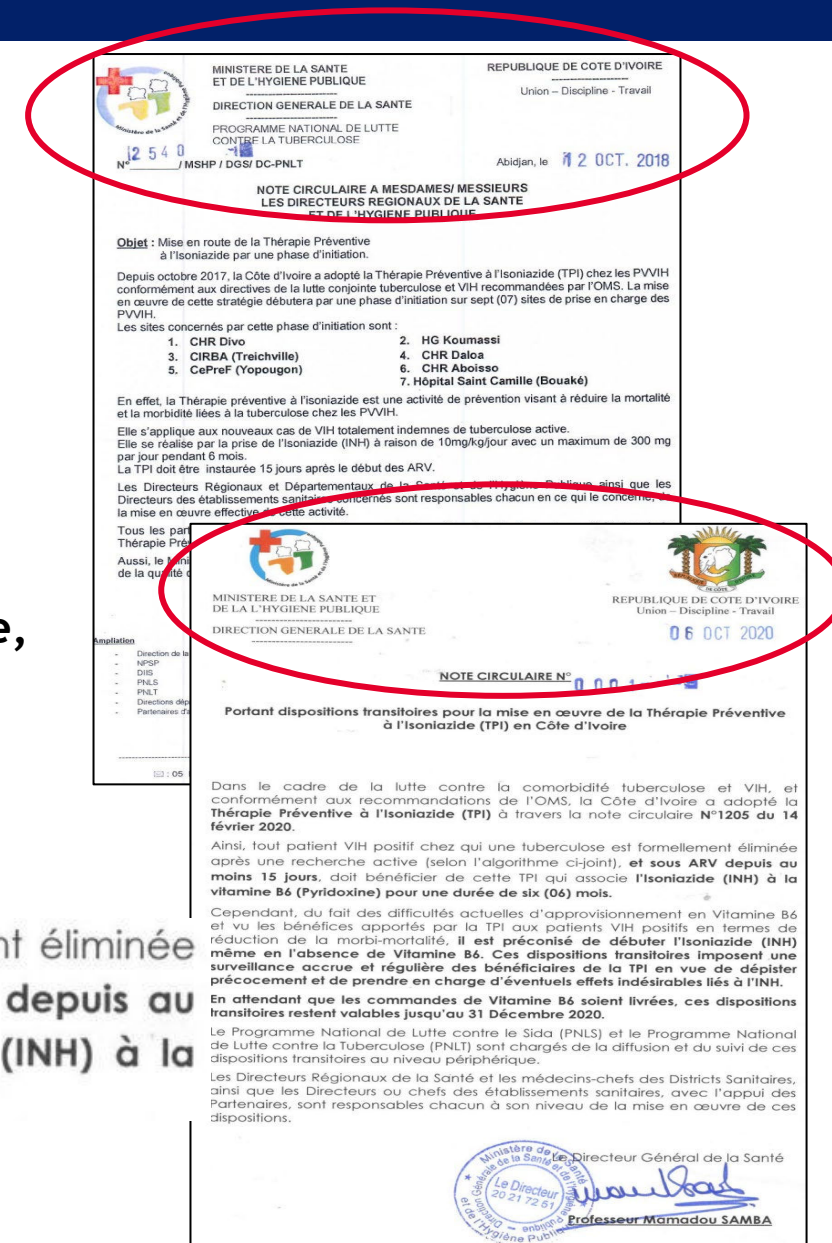 MINISTERE DE LA SANTE
ET DE L'HYGIENE PUBLIQUE
DIRECTION GENERALE DE LA SANTE
PROGRAMME NATIONAL DE LUTTE
CONTRE LA TUBERCULOSE
REPUBLIQUE DE COTE D'IVOIRE
Union – Discipline - Travail
N° 2540 / MSHP / DGS/ DC-PNLT
Abidjan, le 12 OCT. 2018
NOTE CIRCULAIRE A MESDAMES/ MESSIEURS
LES DIRECTEURS REGIONAUX DE LA SANTE
ET DE L'HYGIENE PUBLIQUE
Objet : Mise en route de la Thérapie Préventive
à l'Isoniazide par une phase d'initiation.
Depuis octobre 2017, la Côte d'Ivoire a adopté la Thérapie Préventive à l'Isoniazide (TPI) chez les PVVIH
conformément aux directives de la lutte conjointe tuberculose et VIH recommandées par l'OMS. La mise
en œuvre de cette stratégie débutera par une phase d'initiation sur sept (07) sites de prise en charge des
PVVIH.
Les sites concernés par cette phase d'initiation sont :
1. CHR Divo
2. HG Koumassi
3. CIRBA (Treichville)
4. CHR Daloa
5. CePreF (Yopougon)
6. CHR Aboisso
7. Hôpital Saint Camille (Bouaké)
En effet, la Thérapie préventive à l'isoniazide est une activité de prévention visant à réduire la mortalité
et la morbidité liées à la tuberculose chez les PVVIH.
Elle s'applique aux nouveaux cas de VIH totalement indemnes de tuberculose active.
Elle se réalise par la prise de l'Isoniazide (INH) à raison de 10mg/kg/jour avec un maximum de 300 mg
par jour pendant 6 mois.
La TPI doit être instaurée 15 jours après le début des ARV.
Les Directeurs Régionaux et Départementaux de la Santé et de l'Hygiène Publique ainsi que les
Directeurs des établissements sanitaires concernés sont responsables chacun en ce qui le concerne, de
la mise en œuvre effective de cette activité.
Tous les part
Thérapie Pré
Aussi, le Mini
de la qualité
e,
Ampliation
- Direction de la
- NPSP
- DIIS
- PNLS
- PNLT
- Directions dép
- Partenaires d'a
: 05
MINISTERE DE LA SANTE ET
DE LA L'HYGIENE PUBLIQUE
DIRECTION GENERALE DE LA SANTE
REPUBLIQUE DE COTE D'IVOIRE
Union – Discipline - Travail
06 OCT 2020
NOTE CIRCULAIRE N°
Portant dispositions transitoires pour la mise en œuvre de la Thérapie Préventive
à l'Isoniazide (TPI) en Côte d'Ivoire
Dans le cadre de la lutte contre la comorbidité tuberculose et VIH, et
conformément aux recommandations de l'OMS, la Côte d'Ivoire a adopté la
Thérapie Préventive à l'Isoniazide (TPI) à travers la note circulaire N°1205 du 14
février 2020.
Ainsi, tout patient VIH positif chez qui une tuberculose est formellement éliminée
après une recherche active (selon l'algorithme ci-joint), et sous ARV depuis au
moins 15 jours, doit bénéficier de cette TPI qui associe l'Isoniazide (INH) à la
vitamine B6 (Pyridoxine) pour une durée de six (06) mois.
Cependant, du fait des difficultés actuelles d'approvisionnement en Vitamine B6
et vu les bénéfices apportés par la TPI aux patients VIH positifs en termes de
réduction de la morbi-mortalité, il est préconisé de débuter l'Isoniazide (INH)
même en l'absence de Vitamine B6. Ces dispositions transitoires imposent une
surveillance accrue et régulière des bénéficiaires de la TPI en vue de dépister
précocement et de prendre en charge d'éventuels effets indésirables liés à l'INH.
En attendant que les commandes de Vitamine B6 soient livrées, ces dispositions
transitoires restent valables jusqu'au 31 Décembre 2020.
Le Programme National de Lutte contre le Sida (PNLS) et le Programme National
de Lutte contre la Tuberculose (PNLT) sont chargés de la diffusion et du suivi de ces
dispositions transitoires au niveau périphérique.
Les Directeurs Régionaux de la Santé et les médecins-chefs des Districts Sanitaires,
ainsi que les Directeurs ou chefs des établissements sanitaires, avec l'appui des
Partenaires, sont responsables chacun à son niveau de la mise en œuvre de ces
dispositions.
nt éliminée
depuis au
(INH) à la
Le Directeur Général de la Santé
Le Directeur
20 21 72 61
Professeur Mamadou SAMBA